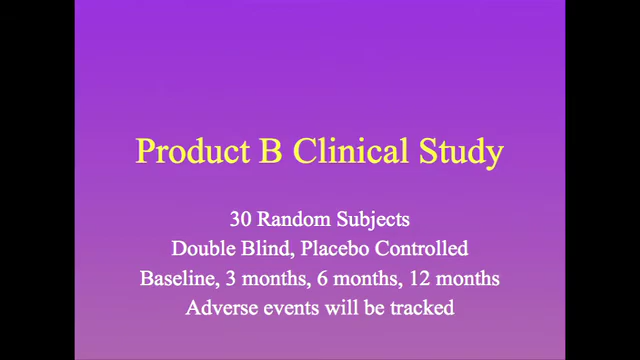 Product B Clinical Study
30 Random Subjects
Double Blind, Placebo Controlled
Baseline, 3 months, 6 months, 12 months
Adverse events will be tracked